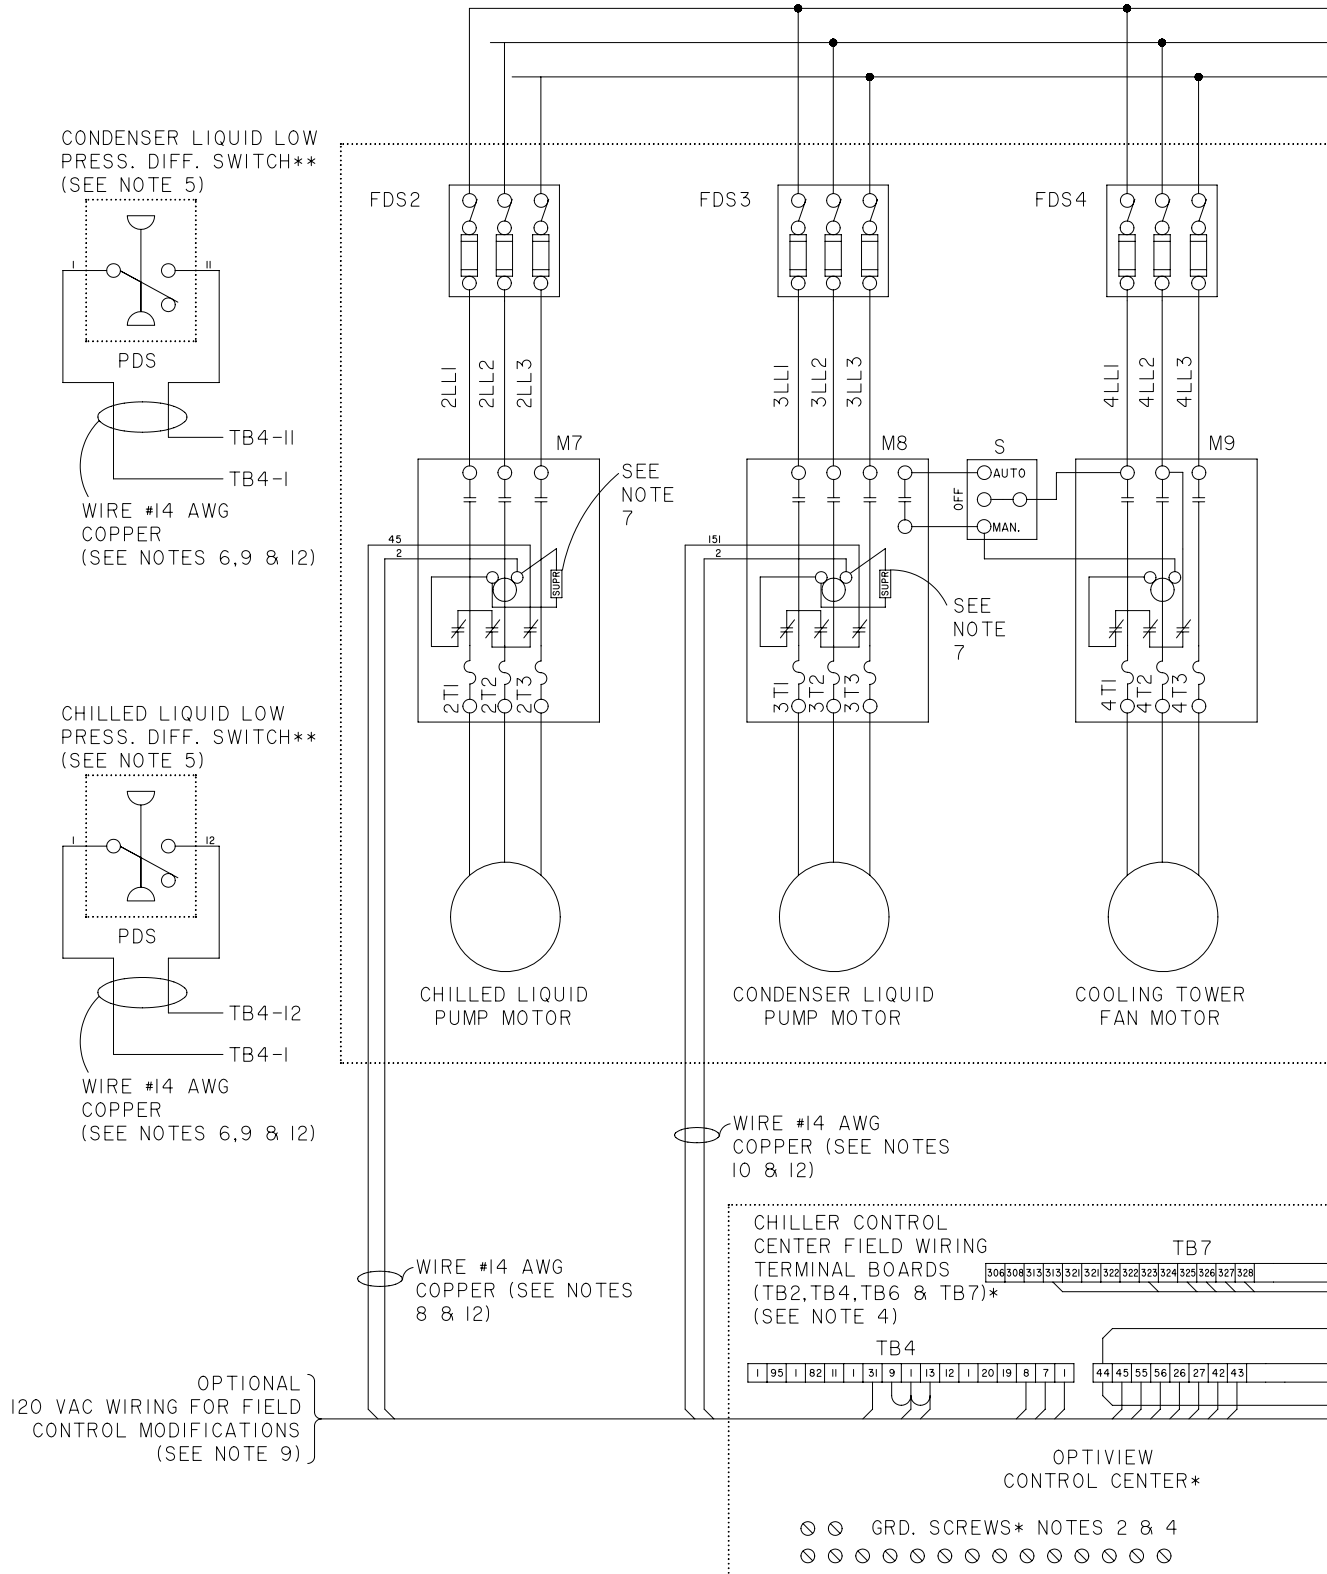 CONDENSER LIQUID LOW
PRESS. DIFF. SWITCH**
(SEE NOTE 5)
1
11
PDS
TB4-11
TB4-1
WIRE #14 AWG
COPPER
(SEE NOTES 6,9 & 12)
CHILLED LIQUID LOW
PRESS. DIFF. SWITCH**
(SEE NOTE 5)
1
12
PDS
TB4-12
TB4-1
WIRE #14 AWG
COPPER
(SEE NOTES 6,9 & 12)
FDS2
FDS3
FDS4
2LL1
2LL2
2LL3
3LL1
3LL2
3LL3
4LL1
4LL2
4LL3
M7
SEE
NOTE
7
45
2
SUPR
2T1
2T2
2T3
M8
151
2
SUPR
SEE
NOTE
7
3T1
3T2
3T3
S
AUTO
OFF
MAN.
M9
4T1
4T2
4T3
CHILLED LIQUID
PUMP MOTOR
CONDENSER LIQUID
PUMP MOTOR
COOLING TOWER
FAN MOTOR
WIRE #14 AWG
COPPER (SEE NOTES
10 & 12)
WIRE #14 AWG
COPPER (SEE NOTES
8 & 12)
OPTIONAL
120 VAC WIRING FOR FIELD
CONTROL MODIFICATIONS
(SEE NOTE 9)
CHILLER CONTROL
CENTER FIELD WIRING
TERMINAL BOARDS
(TB2,TB4,TB6 & TB7)*
(SEE NOTE 4)
TB7
306 308 313 313 321 321 322 322 323 324 325 326 327 328
TB4
1 95 1 82 11 1 31 9 1 13 12 1 20 19 8 7 1
44 45 55 56 26 27 42 43
OPTIVIEW
CONTROL CENTER*
GRD. SCREWS* NOTES 2 & 4